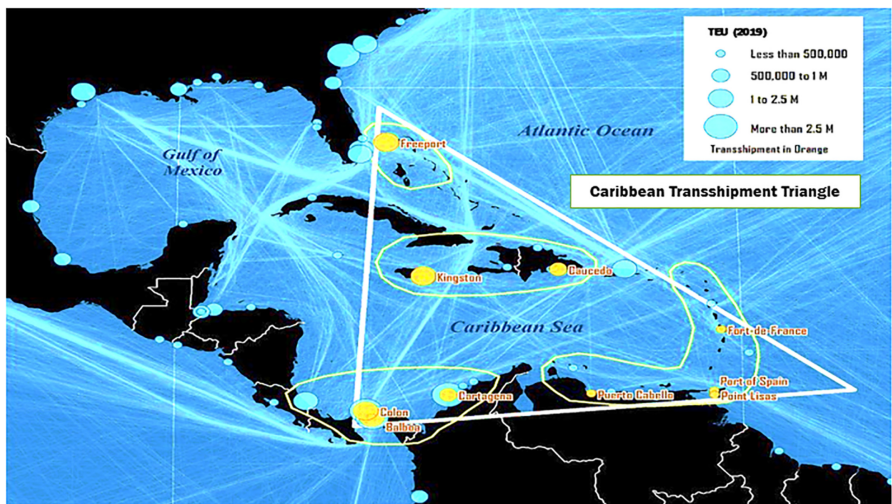 TEU (2019)
Less than 500,000
500,000 to 1 M
1 to 2.5 M
More than 2.5 M
Transshipment in Orange
Atlantic Ocean
Freeport
Gulf of
Mexico
Caribbean Transshipment Triangle
Kingston
Caucedo
Caribbean Sea
Fort-de-France
Port of Spain
Point Lisas
Puerto Cabello
Cartagena
Colon
Balboa